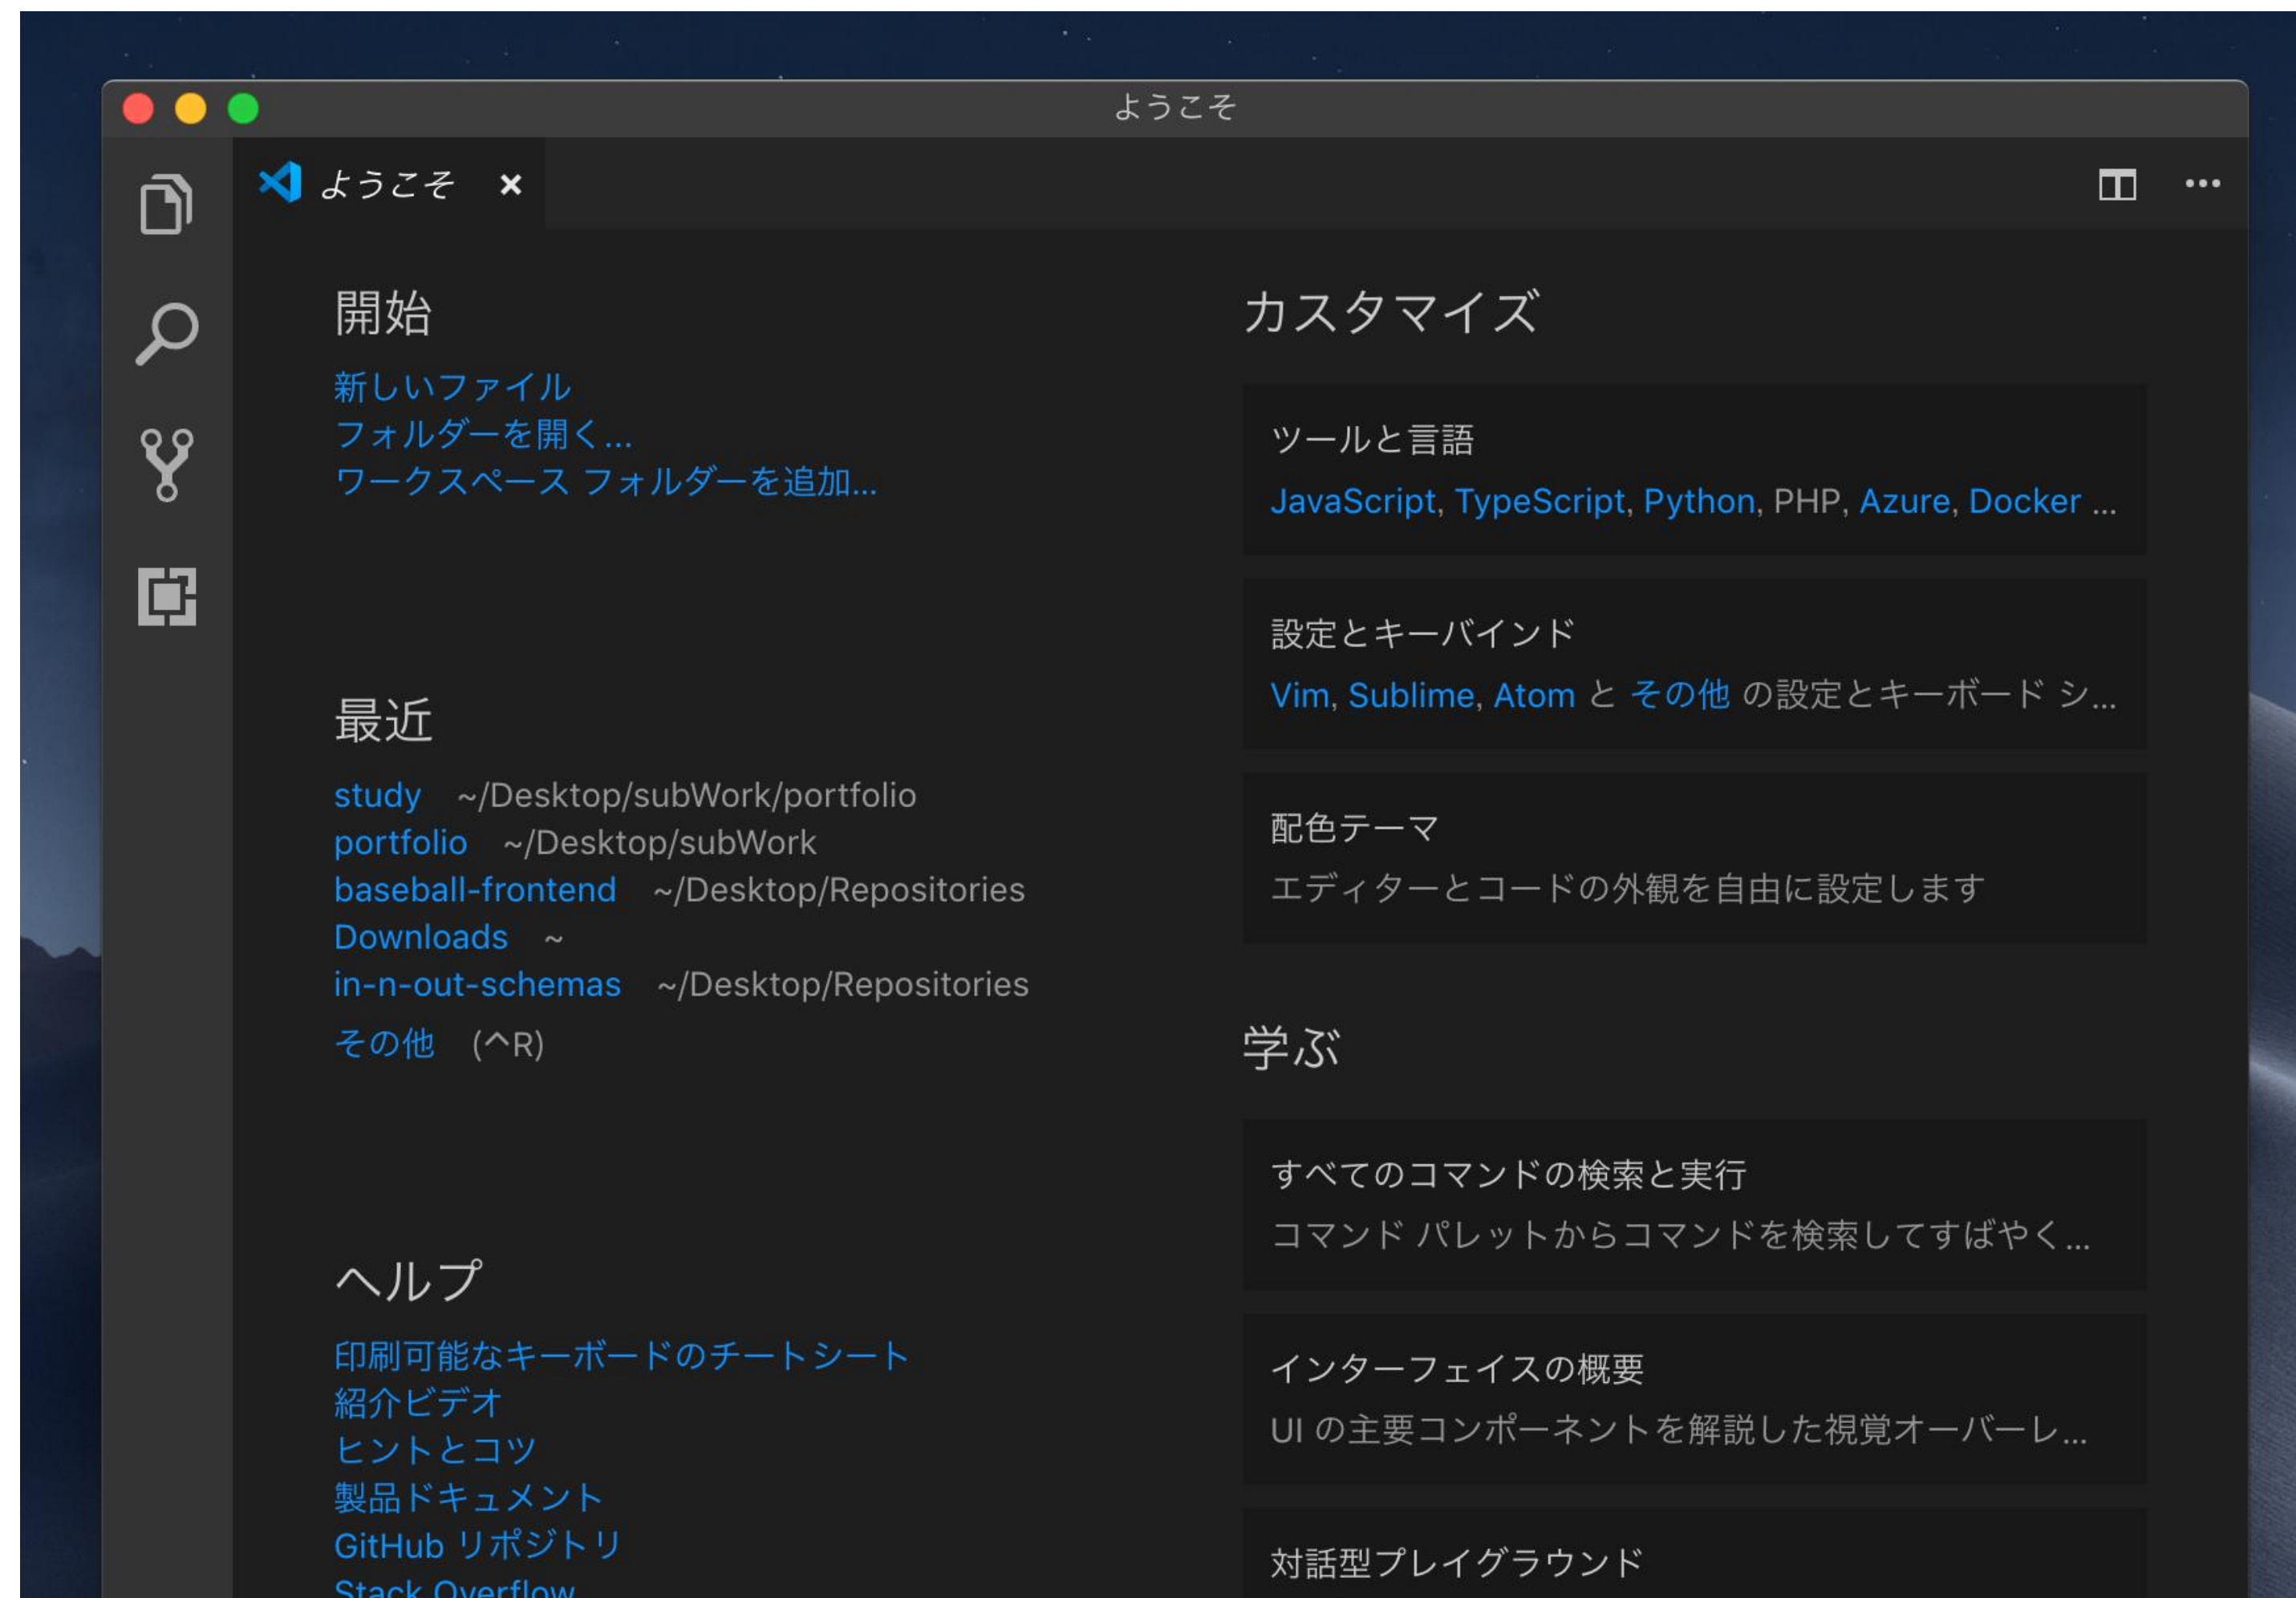 ようこそ
ようこそ
開始
新しいファイル
フォルダーを開く...
ワークスペース フォルダーを追加...
最近
study ~/Desktop/subWork/portfolio
portfolio ~/Desktop/subWork
baseball-frontend ~/Desktop/Repositories
Downloads ~
in-n-out-schemas ~/Desktop/Repositories
その他 (^R)
ヘルプ
印刷可能なキーボードのチートシート
紹介ビデオ
ヒントとコツ
製品ドキュメント
GitHub リポジトリ
Stack Overflow
カスタマイズ
ツールと言語
JavaScript, TypeScript, Python, PHP, Azure, Docker ...
設定とキーバインド
Vim, Sublime, Atom と その他 の設定とキーボード シ...
配色テーマ
エディターとコードの外観を自由に設定します
学ぶ
すべてのコマンドの検索と実行
コマンド パレットからコマンドを検索してすばやく...
インターフェイスの概要
UI の主要コンポーネントを解説した視覚オーバーレ...
対話型プレイグラウンド